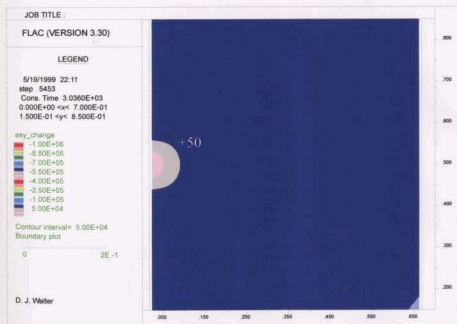 JOB TITLE :
FLAC (VERSION 3.30)
LEGEND
5/19/1999 22:11
step 5453
Cons. Time 3.0360E+03
0.000E+00 <x< 7.000E-01
1.500E-01 <y< 8.500E-01
esy_change
-1.00E+06
-8.50E+05
-7.00E+05
-5.50E+05
-4.00E+05
-2.50E+05
-1.00E+05
5.00E+04
Contour interval= 5.00E+04
Boundary plot
0 2E -1
D. J. Walter
+50
.800
.700
.600
.500
.400
.300
.200
.050 .150 .250 .350 .450 .550 .650